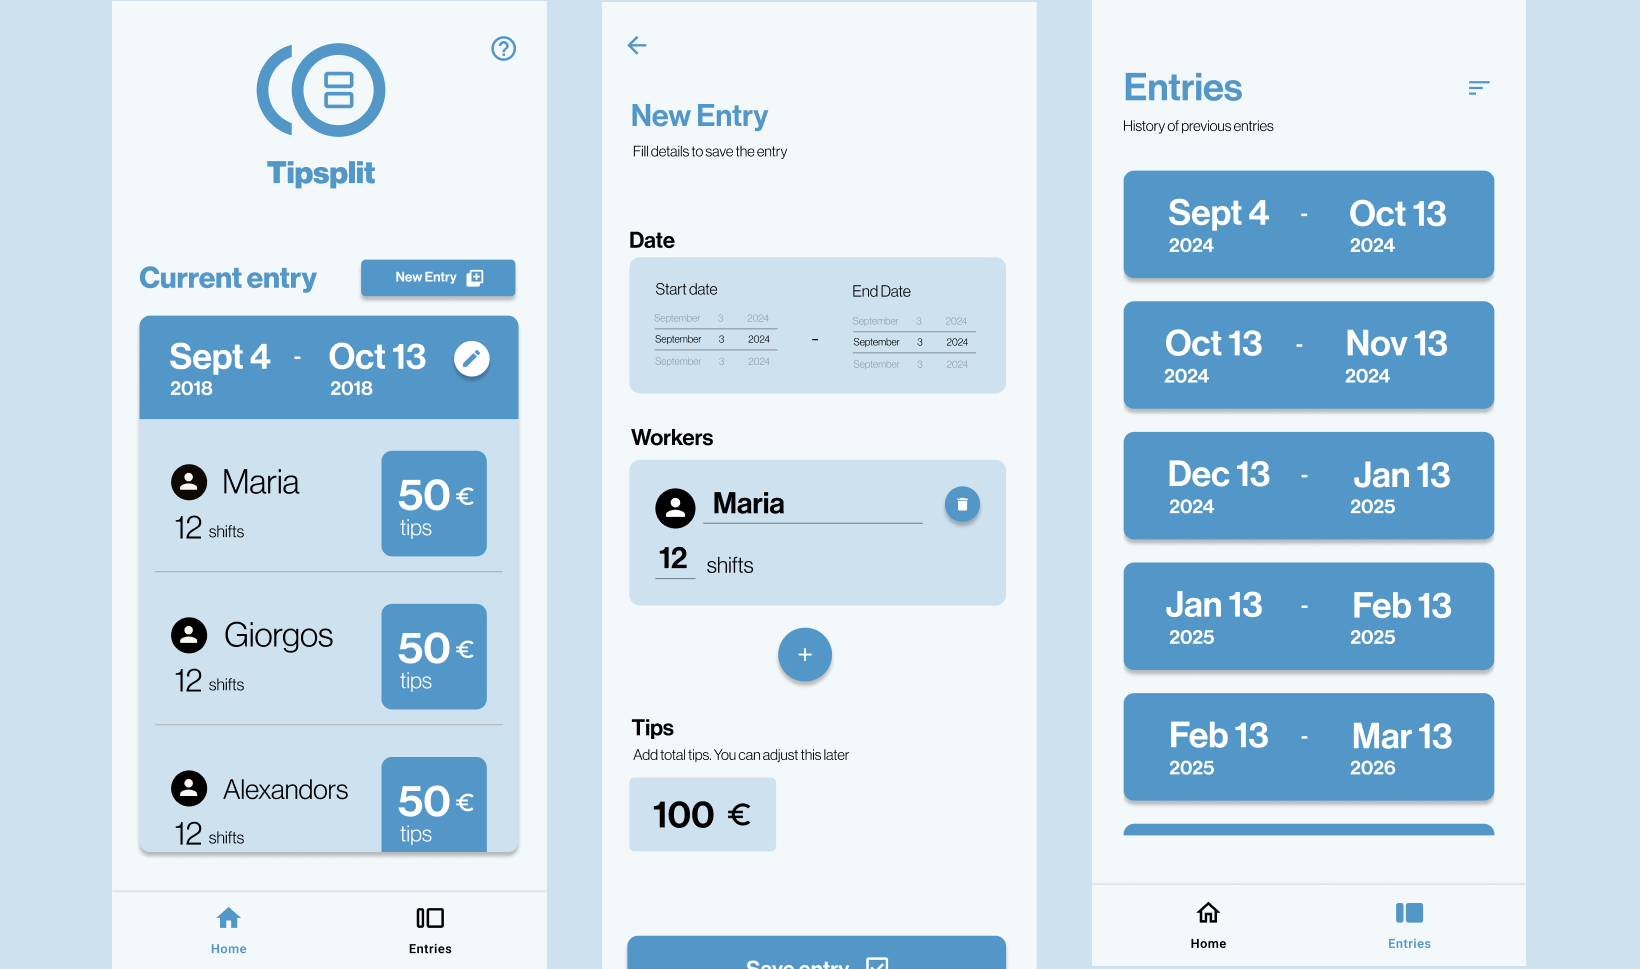 Tipsplit
Current entry
New Entry
Sept 4 - Oct 13
2018 2018
Maria
12 shifts
50 €
tips
Giorgos
12 shifts
50 €
tips
Alexandors
12 shifts
50 €
tips
Home Entries
New Entry
Fill details to save the entry
Date
Start date
September 3 2024
September 3 2024
September 3 2024
-
End Date
September 3 2024
September 3 2024
September 3 2024
Workers
Maria
12 shifts
+
Tips
Add total tips. You can adjust this later
100 €
Save entry
Entries
History of previous entries
Sept 4 - Oct 13
2024 2024
Oct 13 - Nov 13
2024 2024
Dec 13 - Jan 13
2024 2025
Jan 13 - Feb 13
2025 2025
Feb 13 - Mar 13
2025 2026
Home Entries